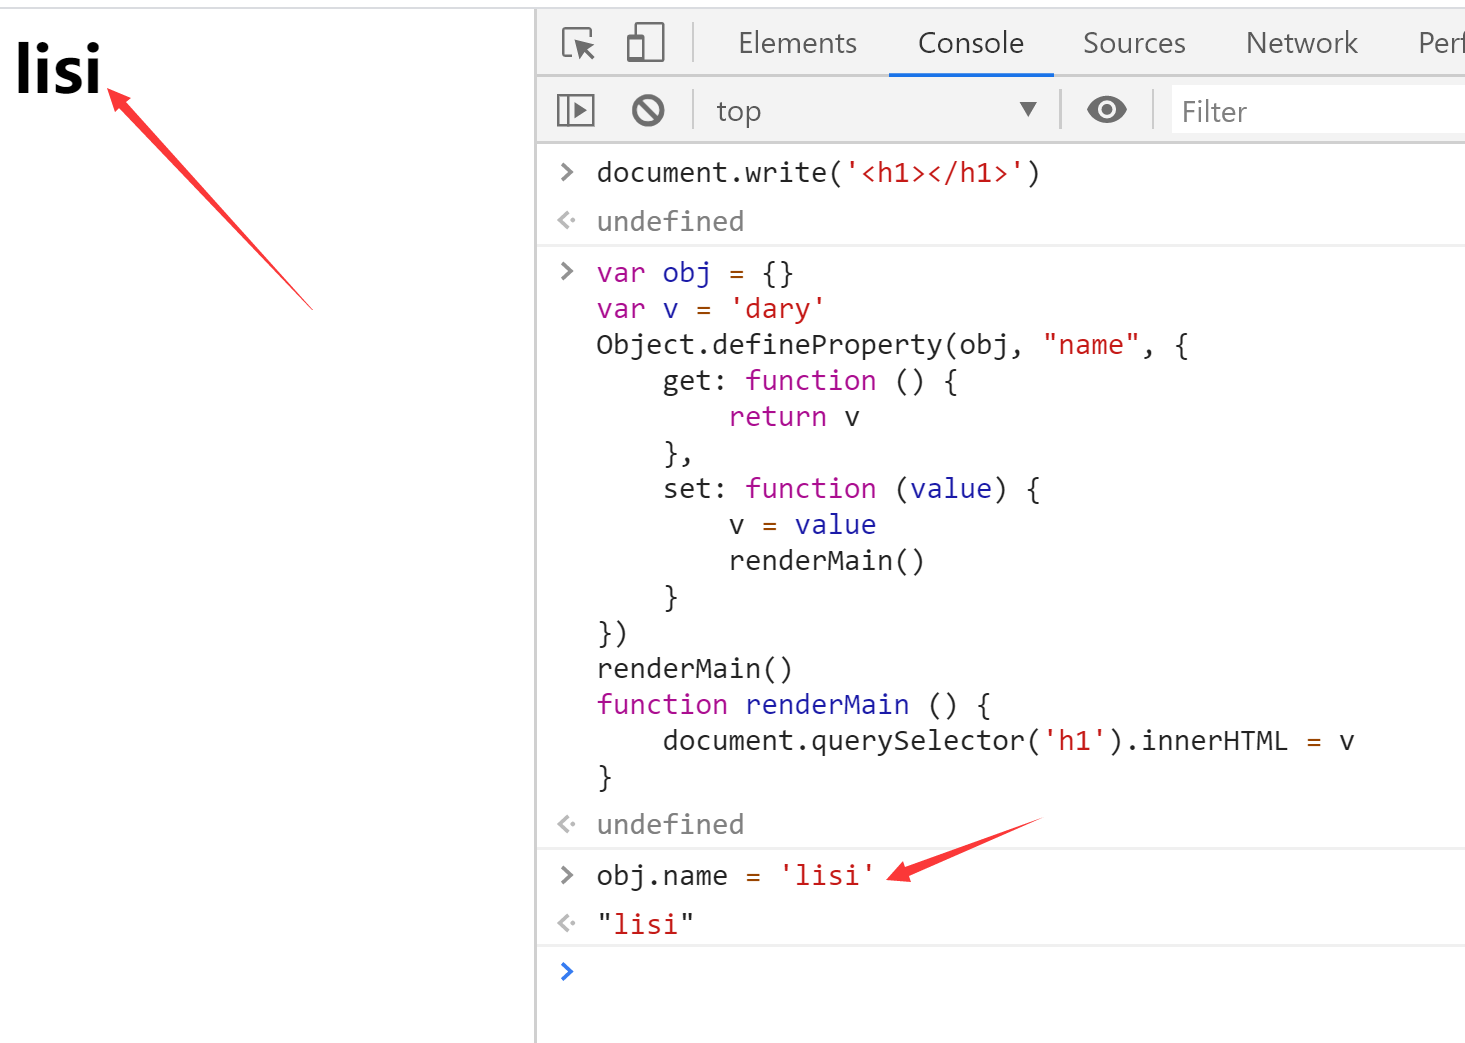 lisi
Elements Console Sources Network Perf
top ▼ Filter
> document.write('<h1></h1>')
undefined
> var obj = {}
var v = 'dary'
Object.defineProperty(obj, "name", {
    get: function () {
        return v
    },
    set: function (value) {
        v = value
        renderMain()
    }
})
renderMain()
function renderMain () {
    document.querySelector('h1').innerHTML = v
}
undefined
> obj.name = 'lisi'
"lisi"
>